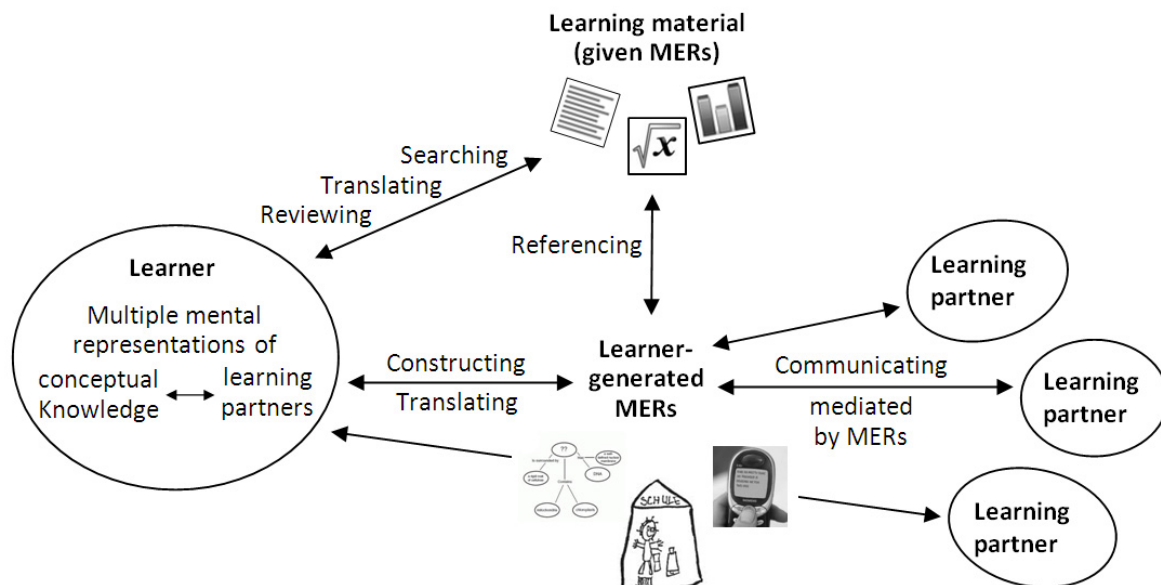 Learning material
(given MERs)
√x
Searching
Translating
Reviewing
Referencing
Learner
Multiple mental
representations of
conceptual
Knowledge
learning
partners
Constructing
Translating
Learner-
generated
MERs
Communicating
mediated
by MERs
Learning
partner
Learning
partner
Learning
partner
??
DNA
SCHULE